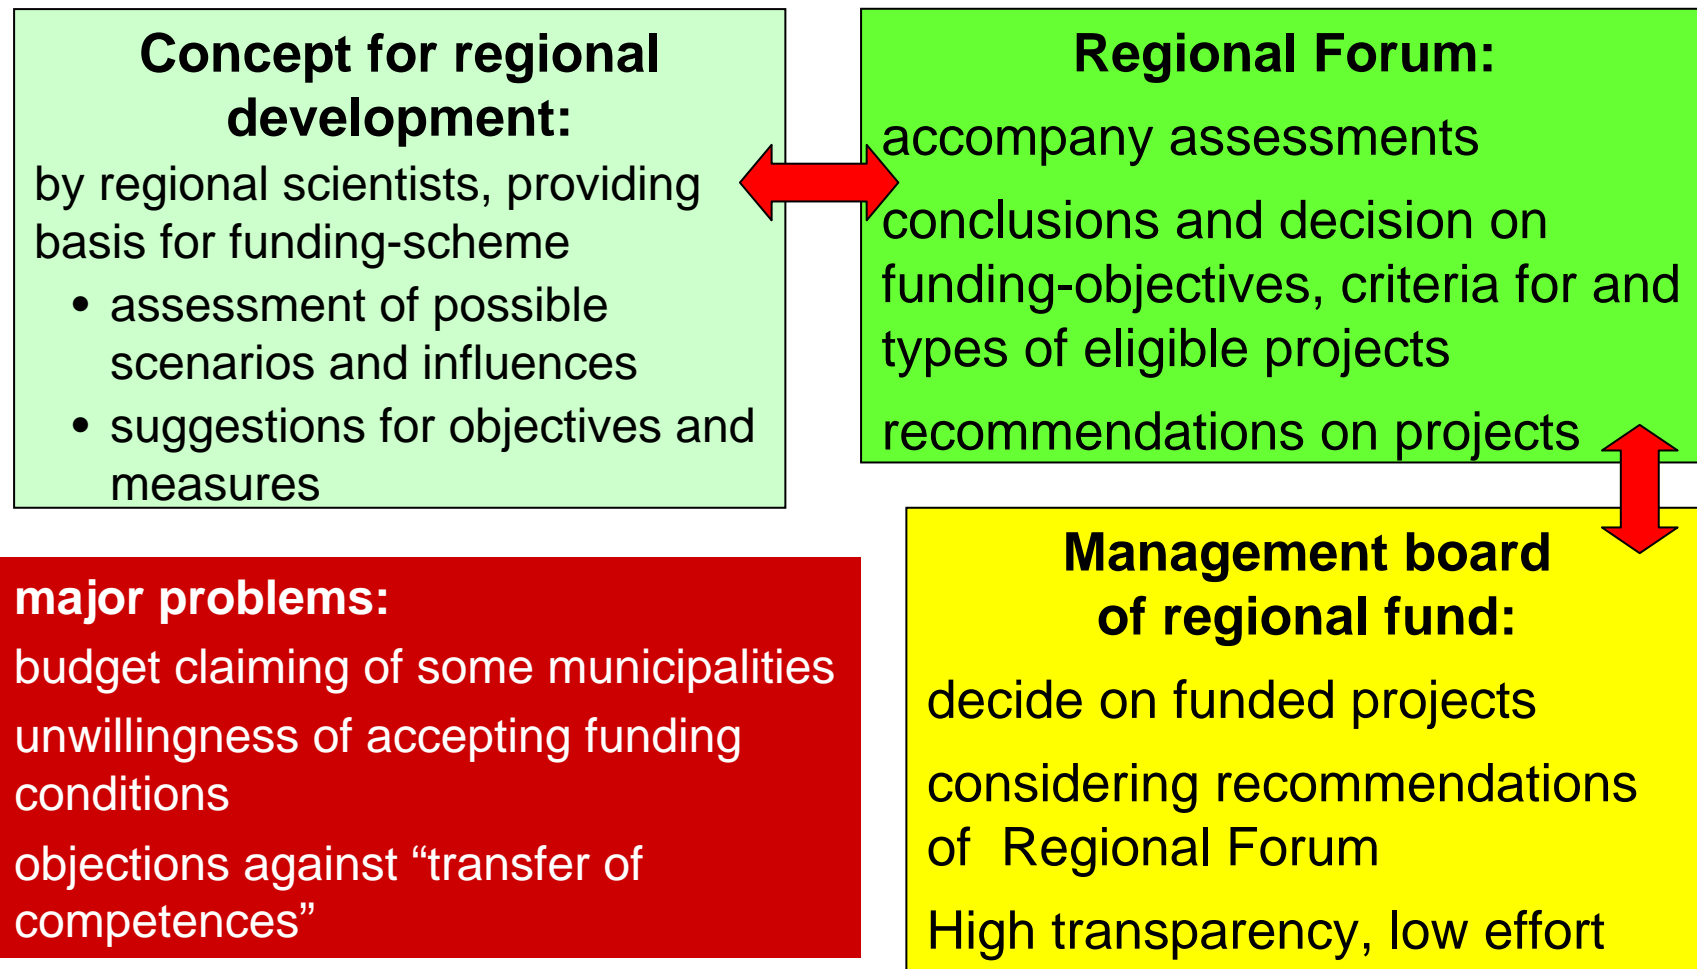 Concept for regional
development:
by regional scientists, providing
basis for funding-scheme
• assessment of possible
scenarios and influences
• suggestions for objectives and
measures
Regional Forum:
accompany assessments
conclusions and decision on
funding-objectives, criteria for and
types of eligible projects
recommendations on projects
major problems:
budget claiming of some municipalities
unwillingness of accepting funding
conditions
objections against “transfer of
competences”
Management board
of regional fund:
decide on funded projects
considering recommendations
of  Regional Forum
High transparency, low effort